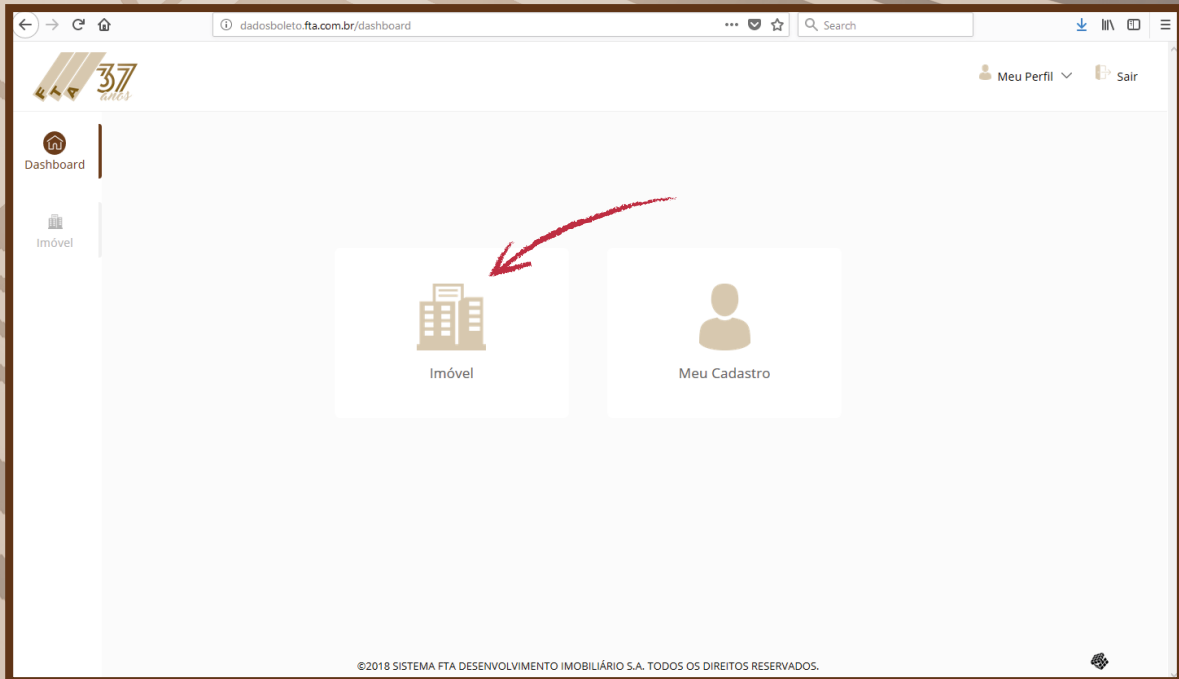 dadosboleto.fta.com.br/dashboard
Search
FTA 37
anos
Meu Perfil
Sair
Dashboard
Imóvel
Imóvel
Meu Cadastro
©2018 SISTEMA FTA DESENVOLVIMENTO IMOBILIÁRIO S.A. TODOS OS DIREITOS RESERVADOS.